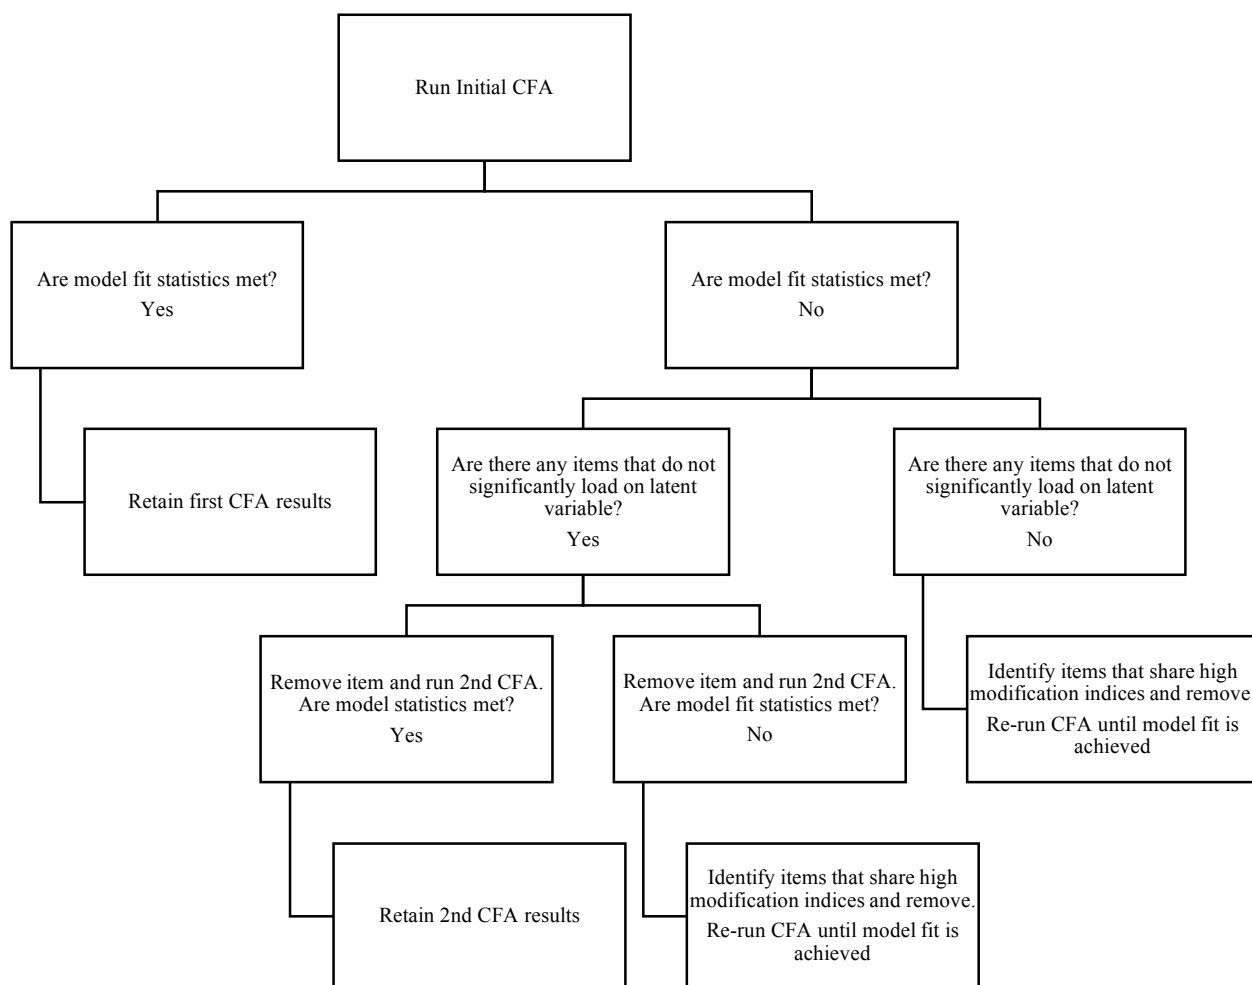 Run Initial CFA
Are model fit statistics met?
Yes
Are model fit statistics met?
No
Retain first CFA results
Are there any items that do not
significantly load on latent
variable?
Yes
Are there any items that do not
significantly load on latent
variable?
No
Remove item and run 2nd CFA.
Are model statistics met?
Yes
Remove item and run 2nd CFA.
Are model fit statistics met?
No
Identify items that share high
modification indices and remove.
Re-run CFA until model fit is
achieved
Retain 2nd CFA results
Identify items that share high
modification indices and remove.
Re-run CFA until model fit is
achieved